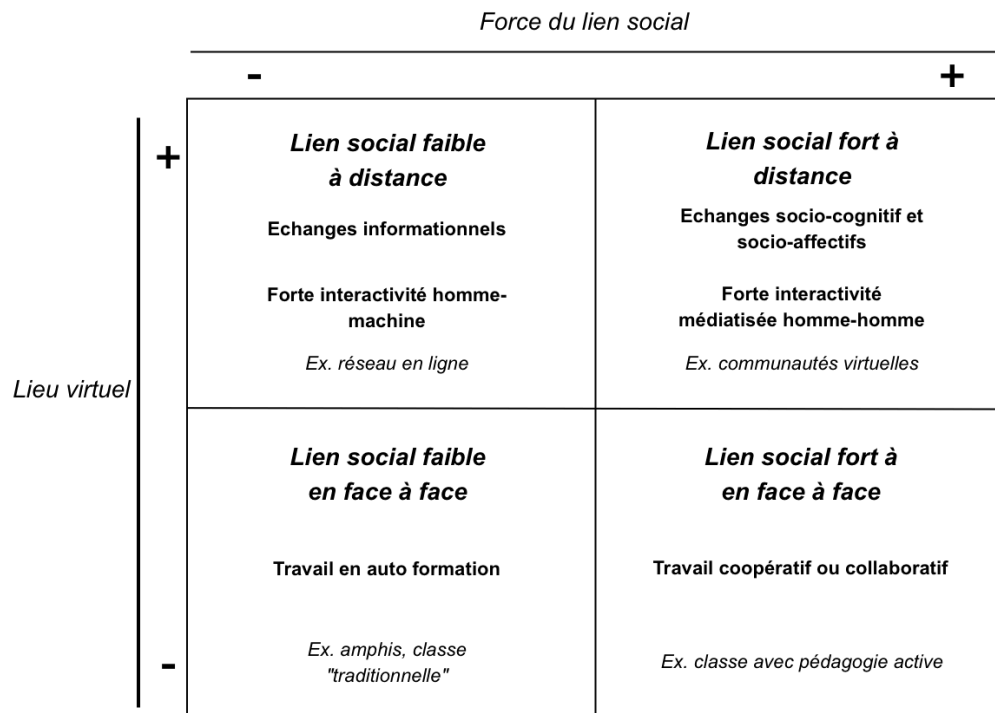 Force du lien social
- +
+
Lien social faible
à distance
Echanges informationnels
Forte interactivité homme-
machine
Ex. réseau en ligne
Lien social fort à
distance
Echanges socio-cognitif et
socio-affectifs
Forte interactivité
médiatisée homme-homme
Ex. communautés virtuelles
Lieu virtuel
Lien social faible
en face à face
Travail en auto formation
Ex. amphis, classe
"traditionnelle"
Lien social fort à
en face à face
Travail coopératif ou collaboratif
Ex. classe avec pédagogie active
-